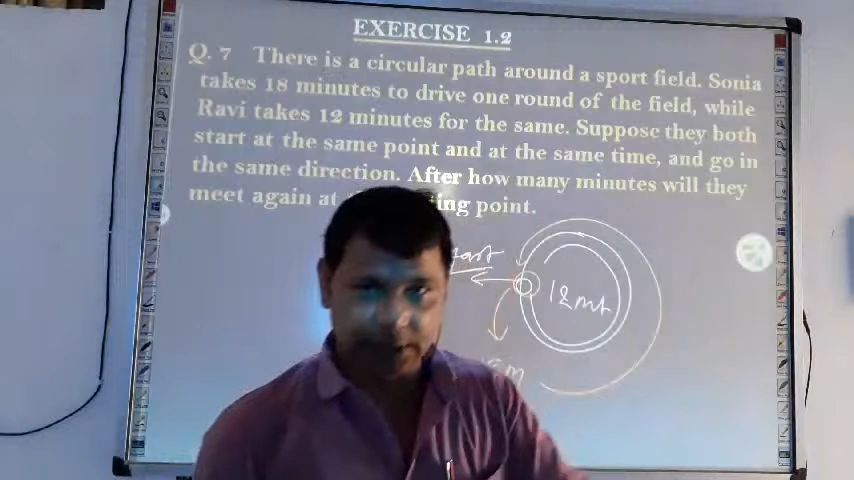 EXERCISE 1.2
Q. 7 There is a circular path around a sport field. Sonia
takes 18 minutes to drive one round of the field, while
Ravi takes 12 minutes for the same. Suppose they both
start at the same point and at the same time, and go in
the same direction. After how many minutes will they
meet again at ing point.
12 mt